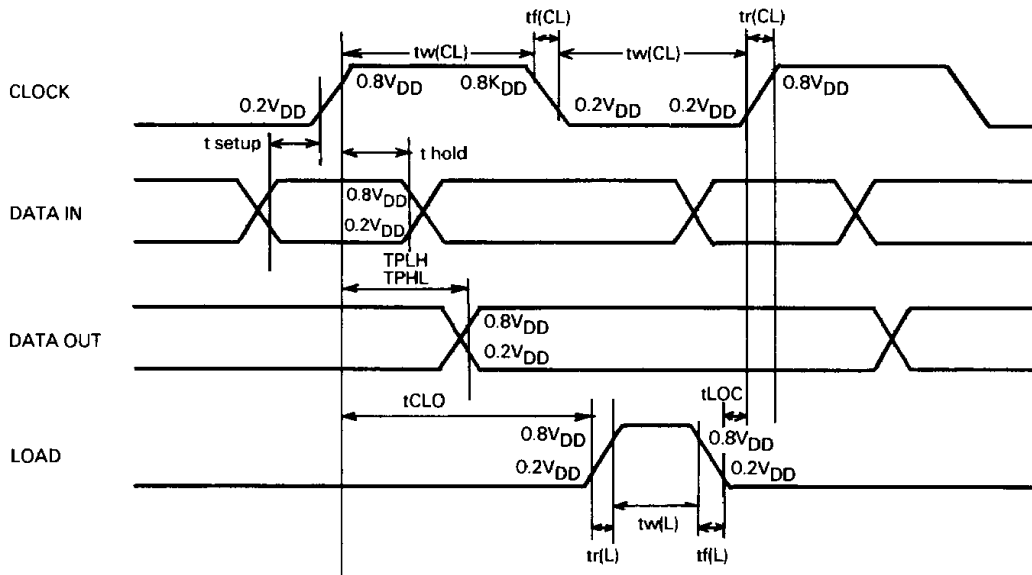 tf(CL) tr(CL)
tw(CL) tw(CL)
CLOCK 0.2VDD 0.8VDD 0.8KDD 0.2VDD 0.2VDD 0.8VDD
t setup t hold
DATA IN 0.8VDD
0.2VDD
TPLH
TPHL
DATA OUT 0.8VDD
0.2VDD
tCLO tLOC
LOAD 0.8VDD 0.8VDD
0.2VDD 0.2VDD
tr(L) tw(L) tf(L)